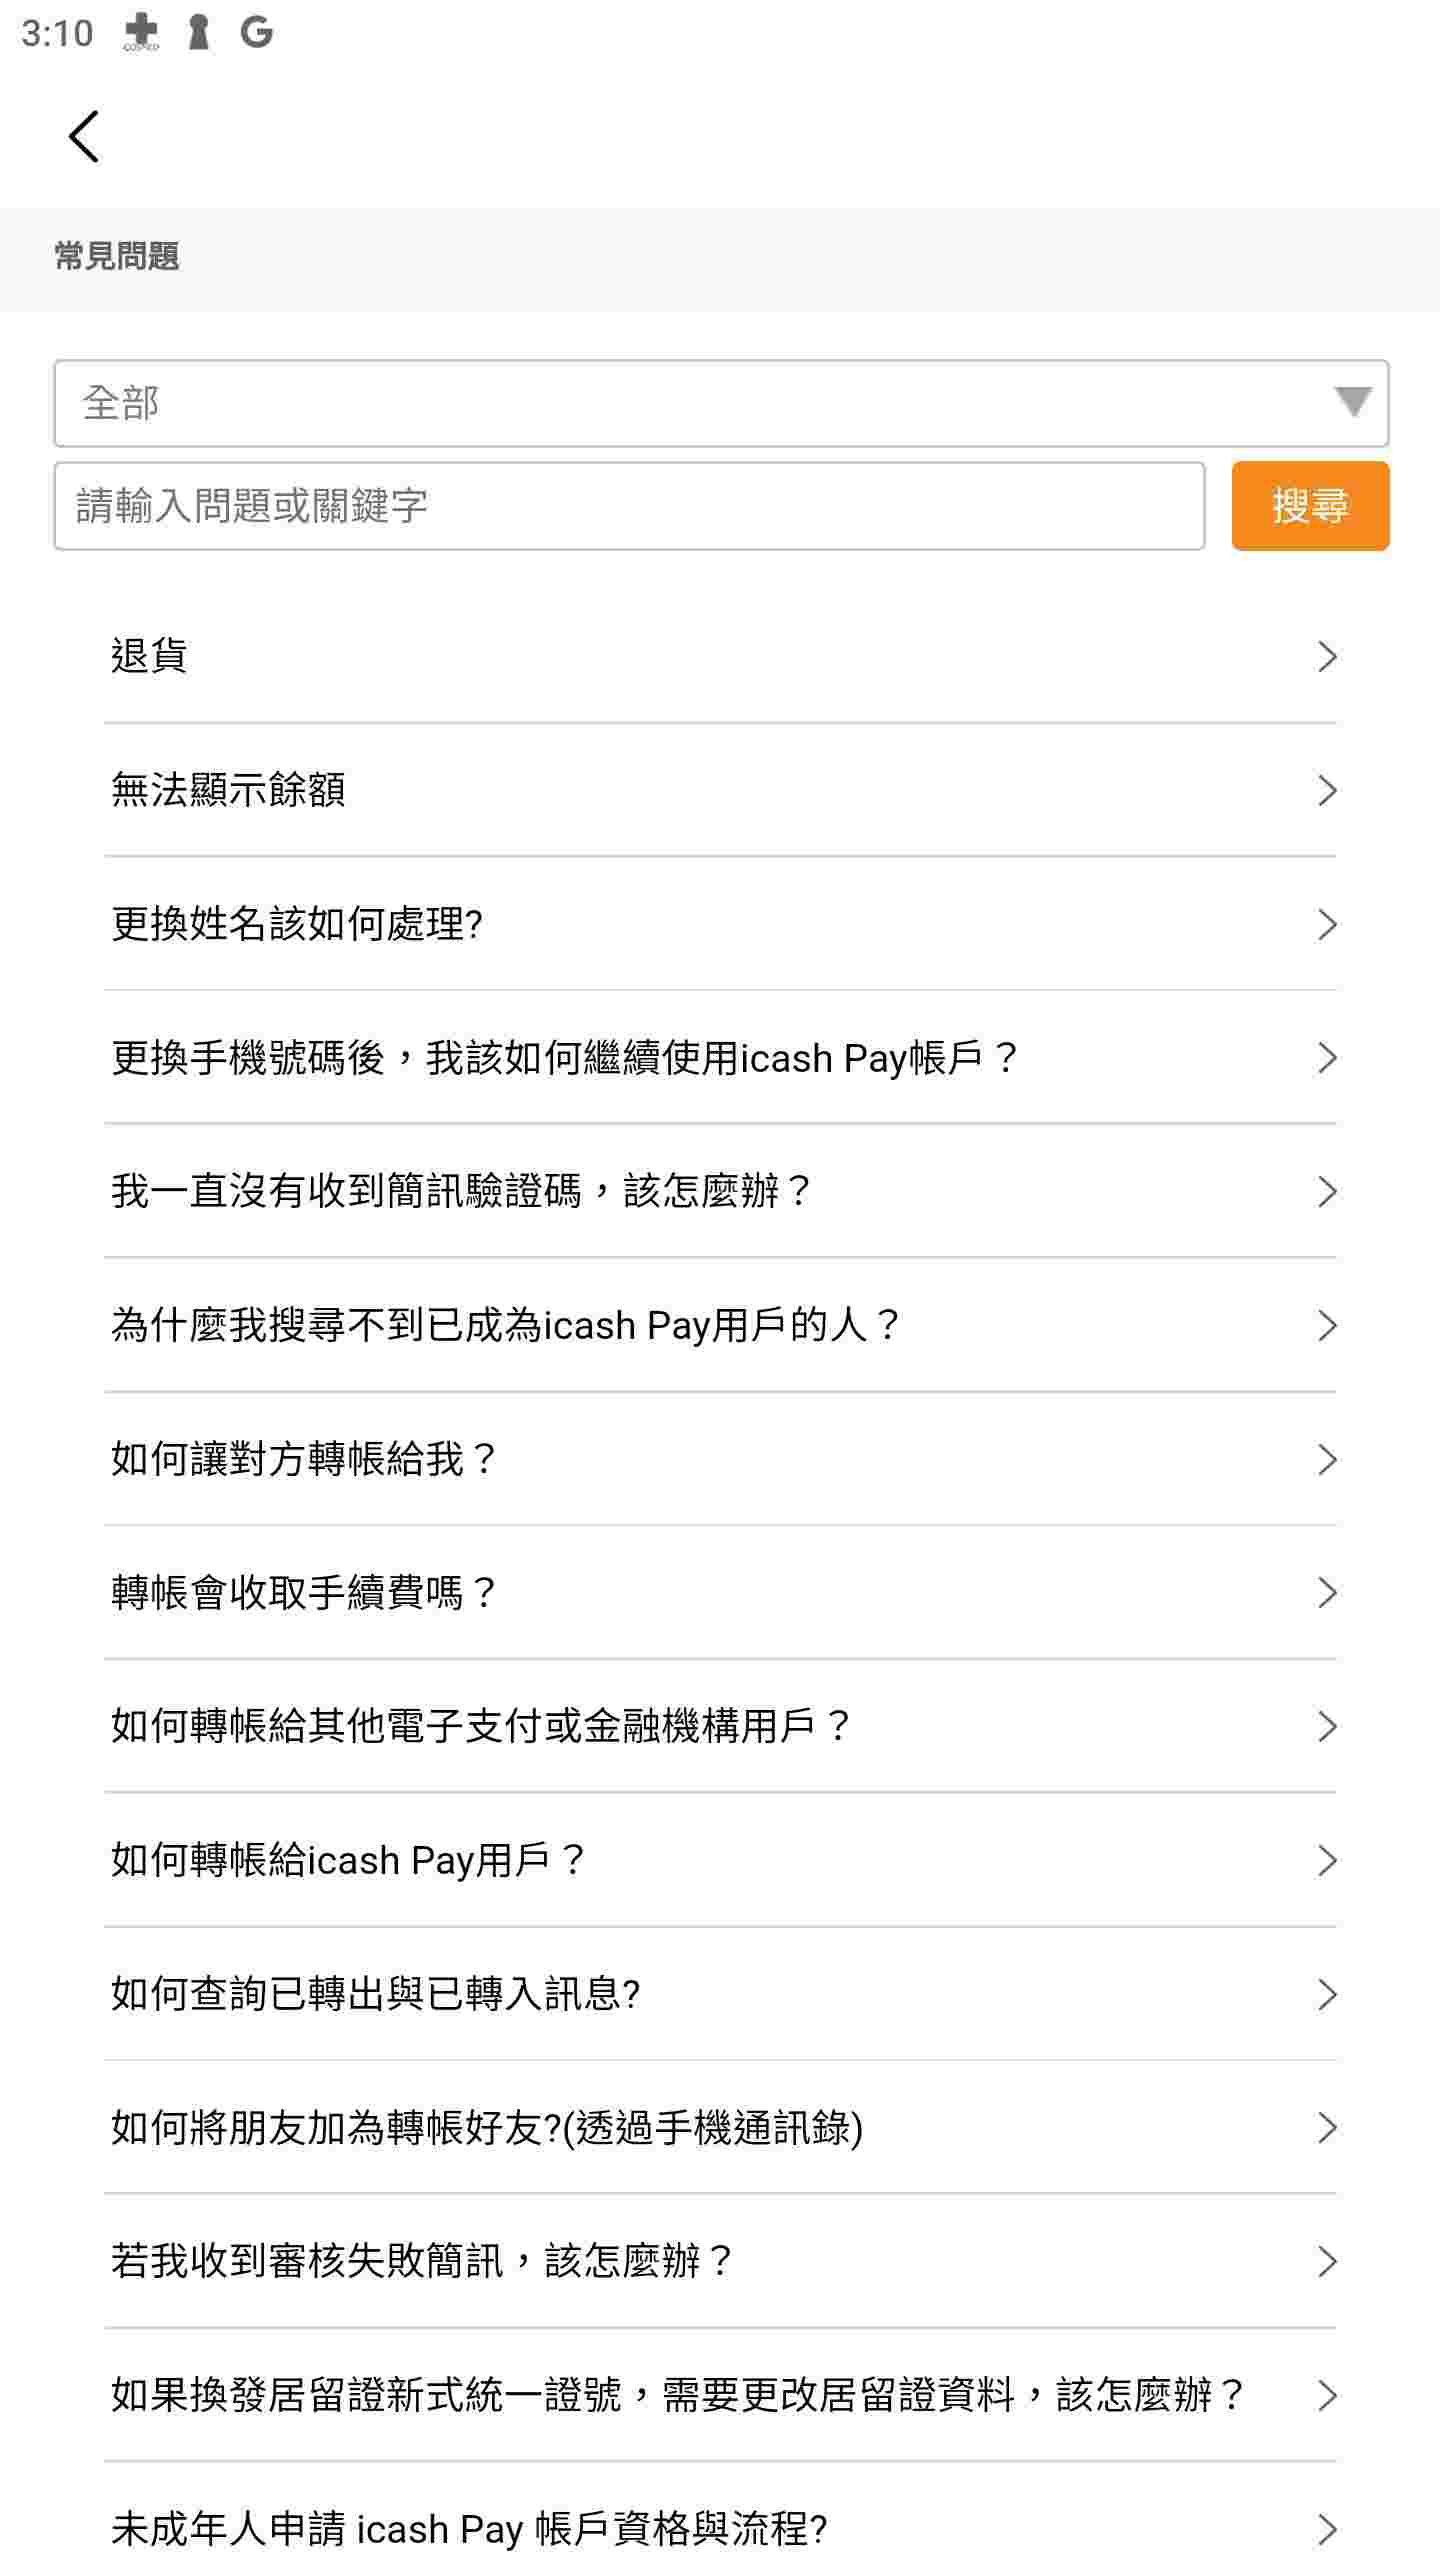 3:10
常見問題
全部
請輸入問題或關鍵字
搜尋
退貨
無法顯示餘額
更換姓名該如何處理?
更換手機號碼後，我該如何繼續使用icash Pay帳戶？
我一直沒有收到簡訊驗證碼，該怎麼辦？
為什麼我搜尋不到已成為icash Pay用戶的人？
如何讓對方轉帳給我？
轉帳會收取手續費嗎？
如何轉帳給其他電子支付或金融機構用戶？
如何轉帳給icash Pay用戶？
如何查詢已轉出與已轉入訊息?
如何將朋友加為轉帳好友?(透過手機通訊錄)
若我收到審核失敗簡訊，該怎麼辦？
如果換發居留證新式統一證號，需要更改居留證資料，該怎麼辦？
未成年人申請 icash Pay 帳戶資格與流程?